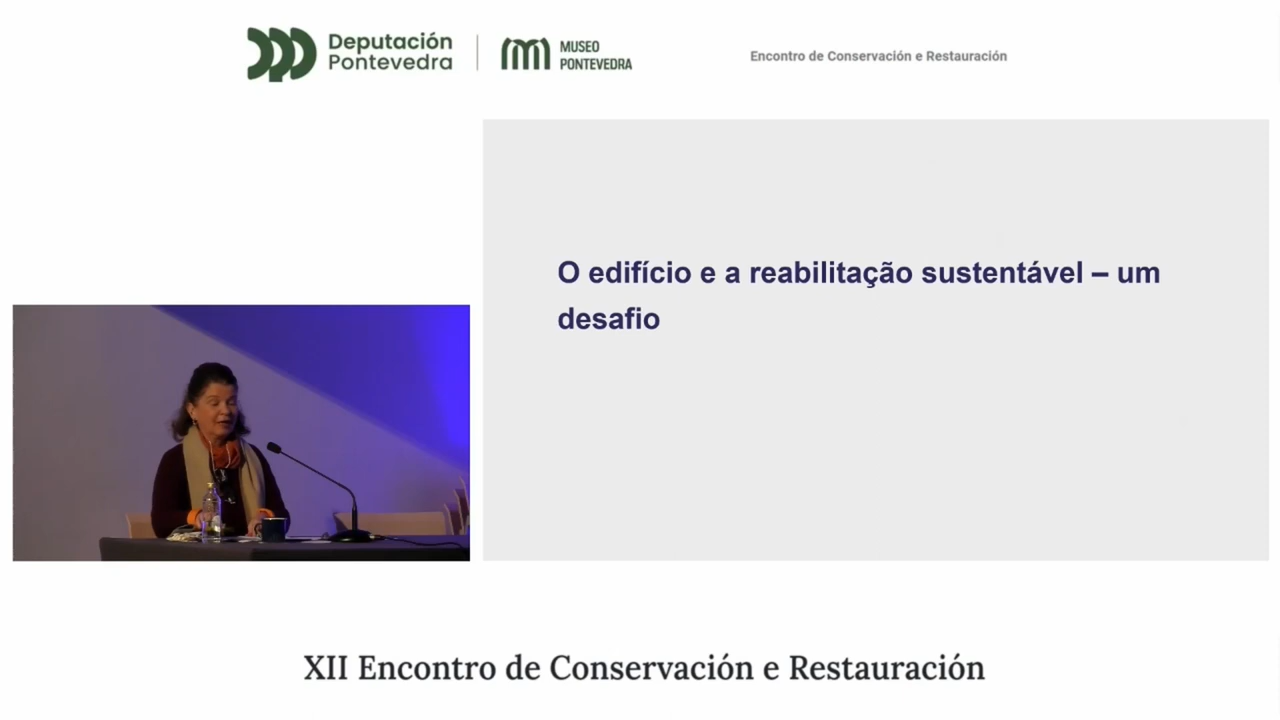 Deputación
Pontevedra
MUSEO
PONTEVEDRA
Encontro de Conservación e Restauración
O edifício e a reabilitação sustentável – um
desafio
XII Encontro de Conservación e Restauración